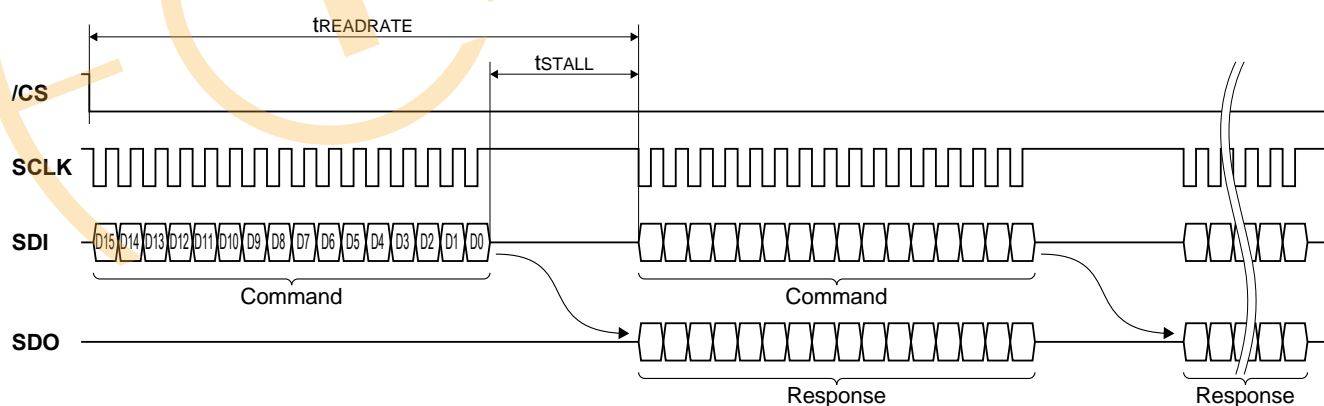 tREADRATE
tSTALL
/CS
SCLK
SDI
D15 D14 D13 D12 D11 D10 D9 D8 D7 D6 D5 D4 D3 D2 D1 D0
Command
Command
SDO
Response
Response